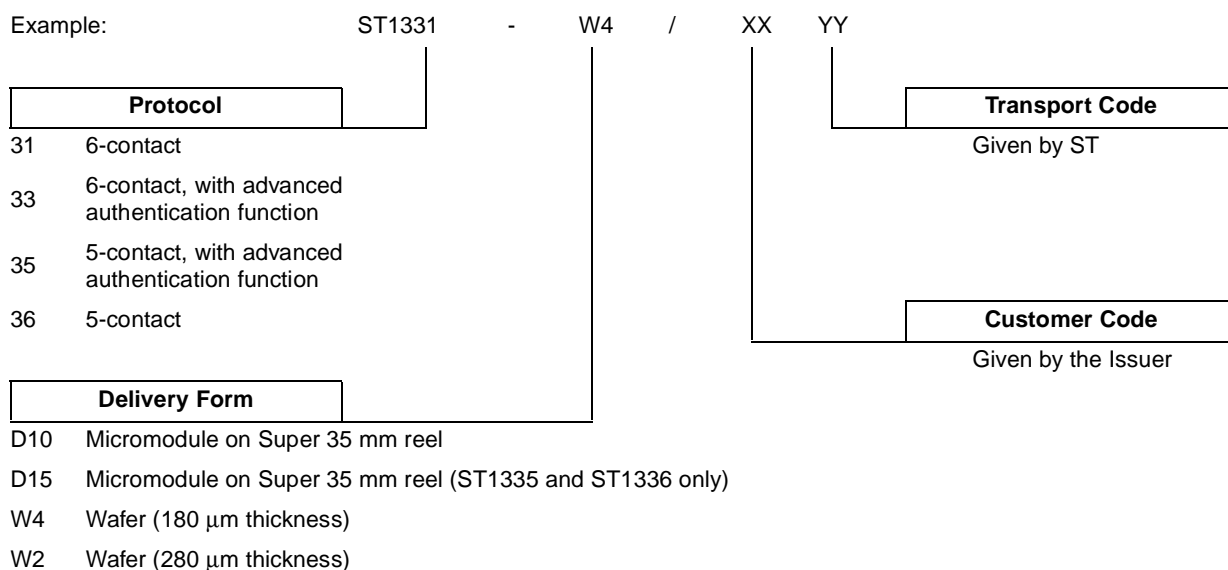 Example: ST1331 - W4 / XX YY
Protocol
Transport Code
31 6-contact
Given by ST
33 6-contact, with advanced
authentication function
35 5-contact, with advanced
authentication function
36 5-contact
Customer Code
Given by the Issuer
Delivery Form
D10 Micromodule on Super 35 mm reel
D15 Micromodule on Super 35 mm reel (ST1335 and ST1336 only)
W4 Wafer (180 μm thickness)
W2 Wafer (280 μm thickness)